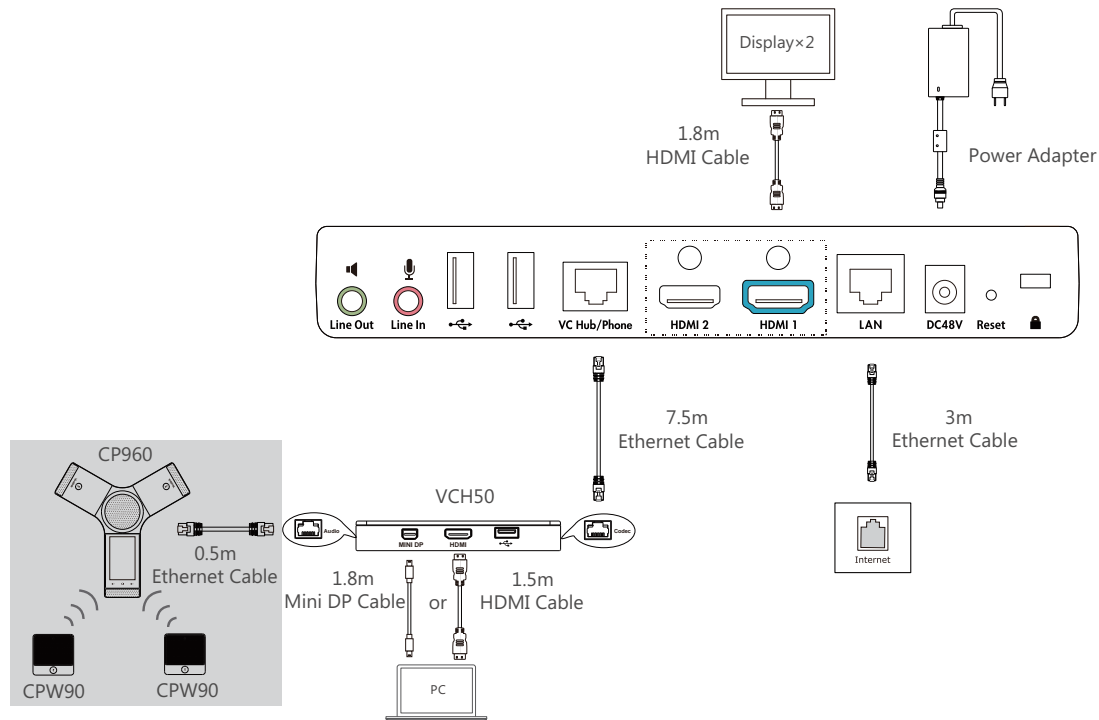 Display×2
1.8m
HDMI Cable
Power Adapter
Line Out
Line In
VC Hub/Phone
HDMI 2
HDMI 1
LAN
DC48V
Reset
7.5m
Ethernet Cable
3m
Ethernet Cable
CP960
VCH50
Audio
MINI DP
HDMI
Codec
0.5m
Ethernet Cable
1.8m
Mini DP Cable
or
1.5m
HDMI Cable
Internet
CPW90
CPW90
PC